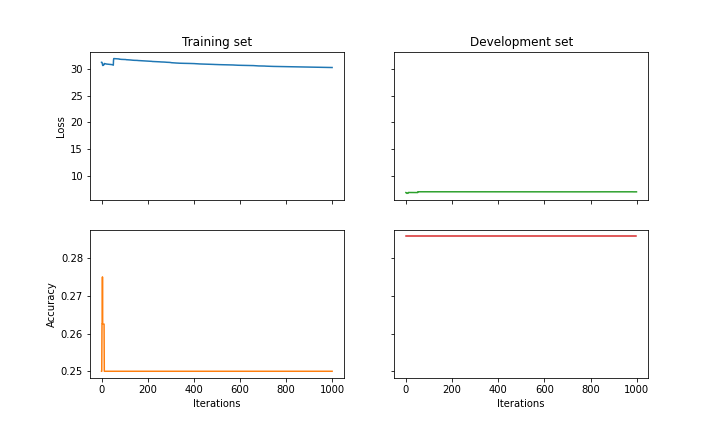 Training set
Development set
Loss
30
25
20
15
10
0.28
0.27
0.26
0.25
Accuracy
0 200 400 600 800 1000
0 200 400 600 800 1000
Iterations
Iterations